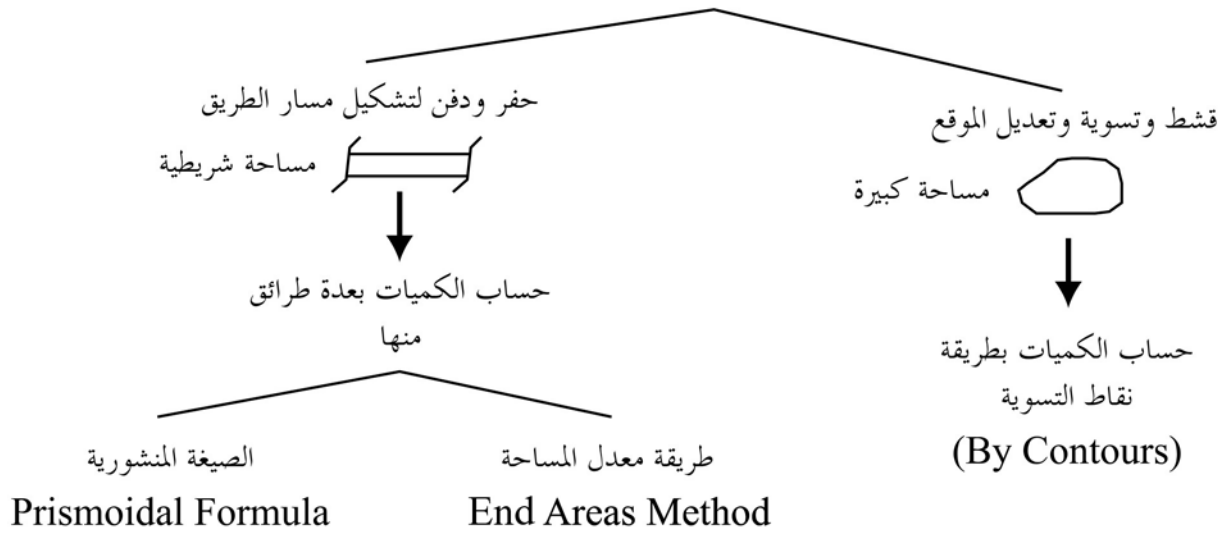 قشط وتسوية وتعديل الموقع
مساحة كبيرة
حساب الكميات بطريقة
نقاط التسوية
(By Contours)
حفر ودفن لتشكيل مسار الطريق
مساحة شريطية
حساب الكميات بعدة طرائق
منها
طريقة معدل المساحة
End Areas Method
الصيغة المنشورية
Prismoidal Formula